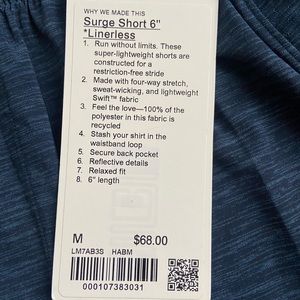 WHY WE MADE THIS
Surge Short 6"
*Linerless
1. Run without limits. These
super-lightweight shorts are
constructed for a
restriction-free stride
2. Made with four-way stretch,
sweat-wicking, and lightweight
Swift™ fabric
3. Feel the love—100% of the
polyester in this fabric is
recycled
4. Stash your shirt in the
waistband loop
5. Secure back pocket
6. Reflective details
7. Relaxed fit
8. 6" length
M $68.00
LM7AB3S HABM
000107383031